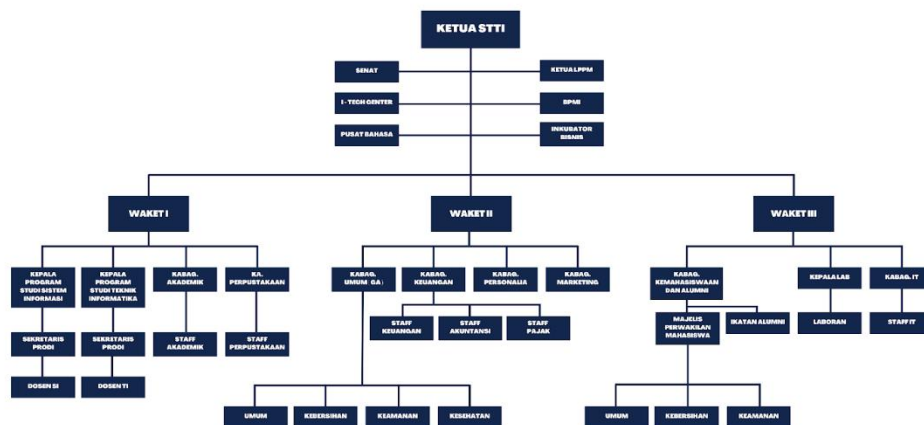 KETUA STTI
SENAT
KETUA LPPM
I - TECH CENTER
BPMI
PUSAT BAHASA
INKUBATOR
BISNIS
WAKET I
WAKET II
WAKET III
KEPALA
PROGRAM
STUDI SISTEM
INFORMASI
KEPALA
PROGRAM
STUDI TEKNIK
INFORMATIKA
KABAG.
AKADEMIK
KA.
PERPUSTAKAAN
KABAG.
UMUM (GA)
KABAG.
KEUANGAN
KABAG.
PERSONALIA
KABAG.
MARKETING
KABAG.
KEMAHASISWAAN
DAN ALUMNI
KEPALA LAB
KABAG. IT
SEKRETARIS
PRODI
SEKRETARIS
PRODI
STAFF
AKADEMIK
STAFF
PERPUSTAKAAN
STAFF
KEUANGAN
STAFF
AKUNTANSI
STAFF
PAJAK
MAJELIS
PERWAKILAN
MAHASISWA
IKATAN ALUMNI
LABORAN
STAFF IT
DOSEN SI
DOSEN TI
UMUM
KEBERSIHAN
KEAMANAN
KESEHATAN
UMUM
KEBERSIHAN
KEAMANAN